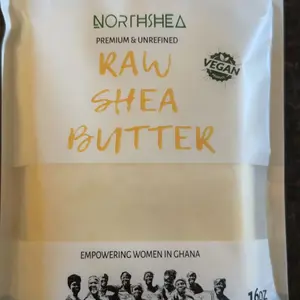 NORTHSHEA
PREMIUM & UNREFINED
RAW
SHEA
BUTTER
VEGAN
EMPOWERING WOMEN IN GHANA
16OZ